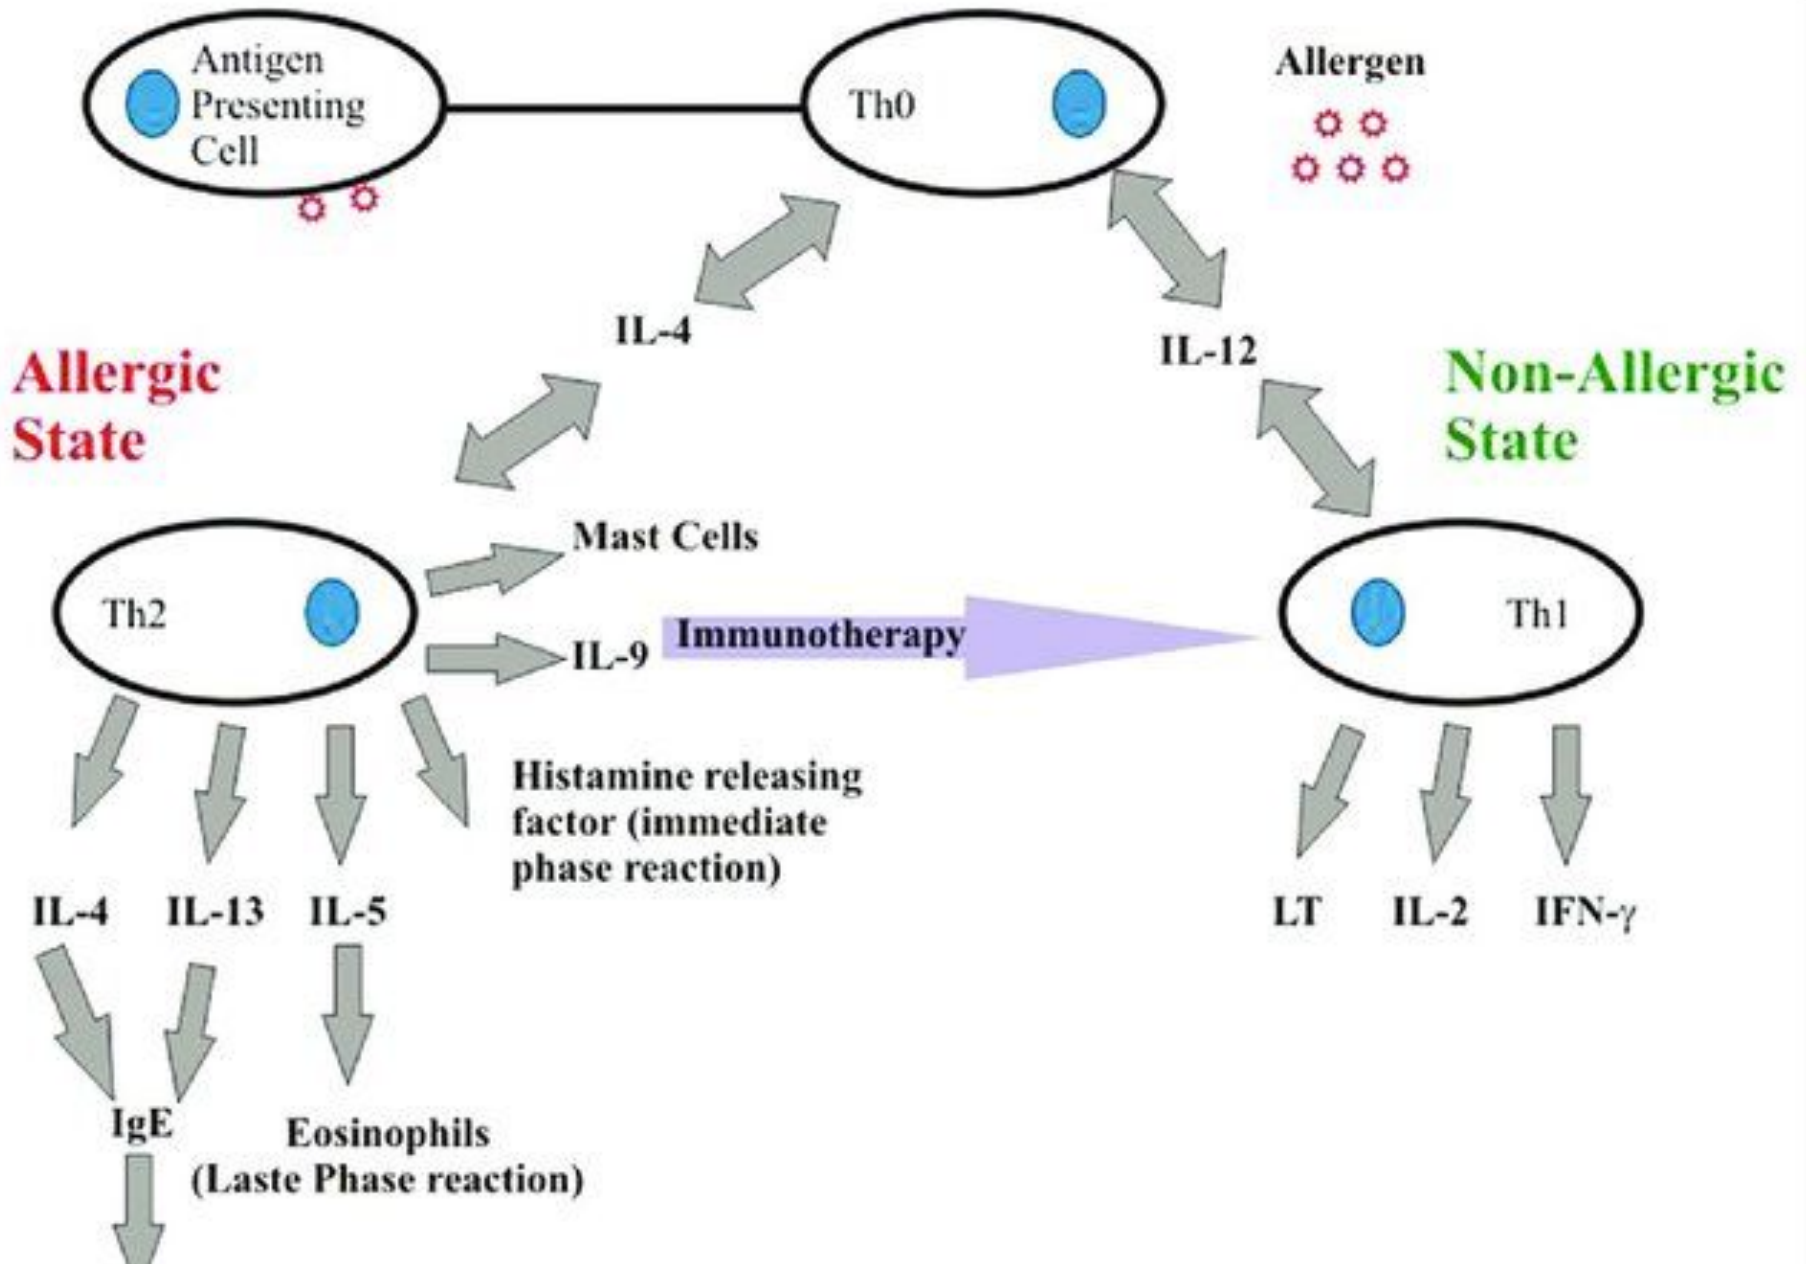 Antigen
Presenting
Cell
Th0
Allergen
IL-4
IL-12
Allergic
State
Non-Allergic
State
Mast Cells
Th2
IL-9
Immunotherapy
Th1
Histamine releasing
factor (immediate
phase reaction)
IL-4
IL-13
IL-5
LT
IL-2
IFN-γ
IgE
Eosinophils
(Laste Phase reaction)